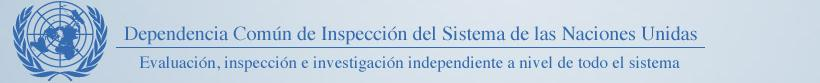 Dependencia Común de Inspección del Sistema de las Naciones Unidas
Evaluación, inspección e investigación independiente a nivel de todo el sistema